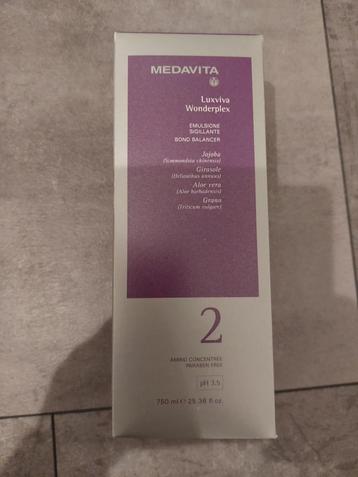 MEDAVITA
Luxviva
Wonderplex
EMULSIONE
SIGILLANTE
BOND BALANCER
Jojoba
(Simmondsia chinensis)
Girasole
(Helianthus annuus)
Aloe vera
(Aloe barbadensis)
Grano
(Triticum vulgare)
2
AMINO CONCENTRÉE
PARABEN FREE
pH 3.5
750 ml ℮ 25.36 fl. oz.